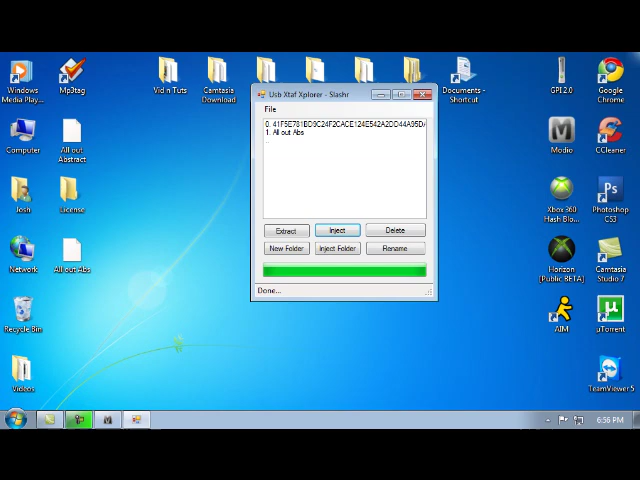 Windows
Media Play...
Mp3tag
Vid n Tuts
Camtasia
Download
Documents -
Shortcut
GPI 2.0
Google
Chrome
Usb Xtaf Xplorer - Slashr
File
1. All out Abs
..
Extract
Inject
Delete
New Folder
Inject Folder
Rename
Done...
Computer
All out
Abstract
Modio
CCleaner
Josh
License
Xbox 360
Hash Blo...
Photoshop
CS3
Network
All out Abs
Horizon
[Public BETA]
Camtasia
Studio 7
Recycle Bin
AIM
µTorrent
Videos
TeamViewer 5
6:56 PM